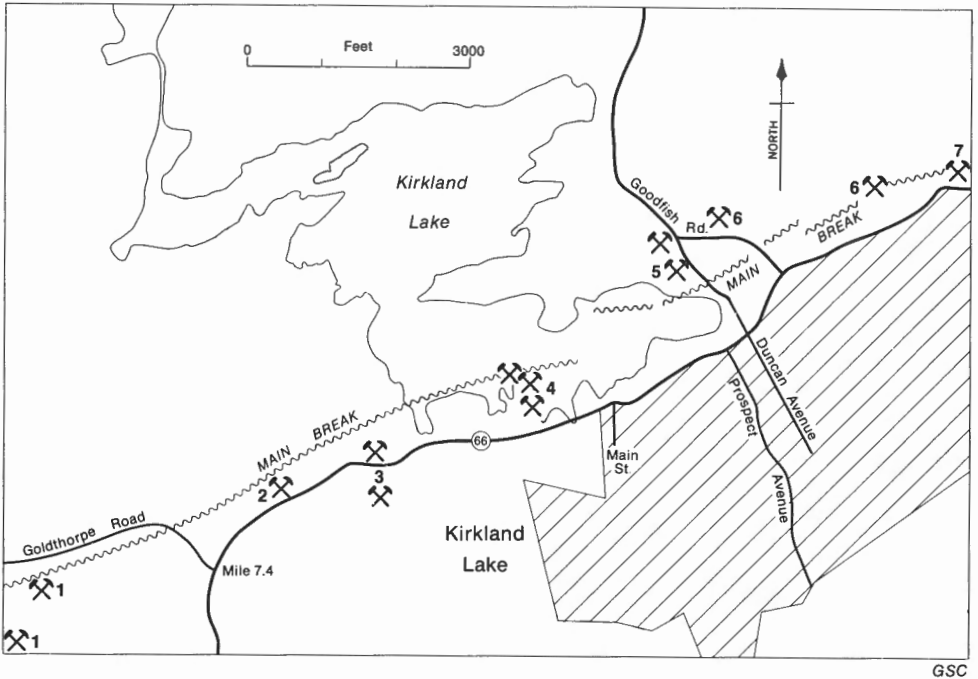 Feet
0 3000
Kirkland
Lake
NORTH
Goodfish
Rd.
6
6
7
MAIN BREAK
5
4
MAIN BREAK
66
3
2
Main
St.
Duncan Avenue
Prospect Avenue
Goldthorpe Road
Mile 7.4
Kirkland
Lake
1
1
GSC